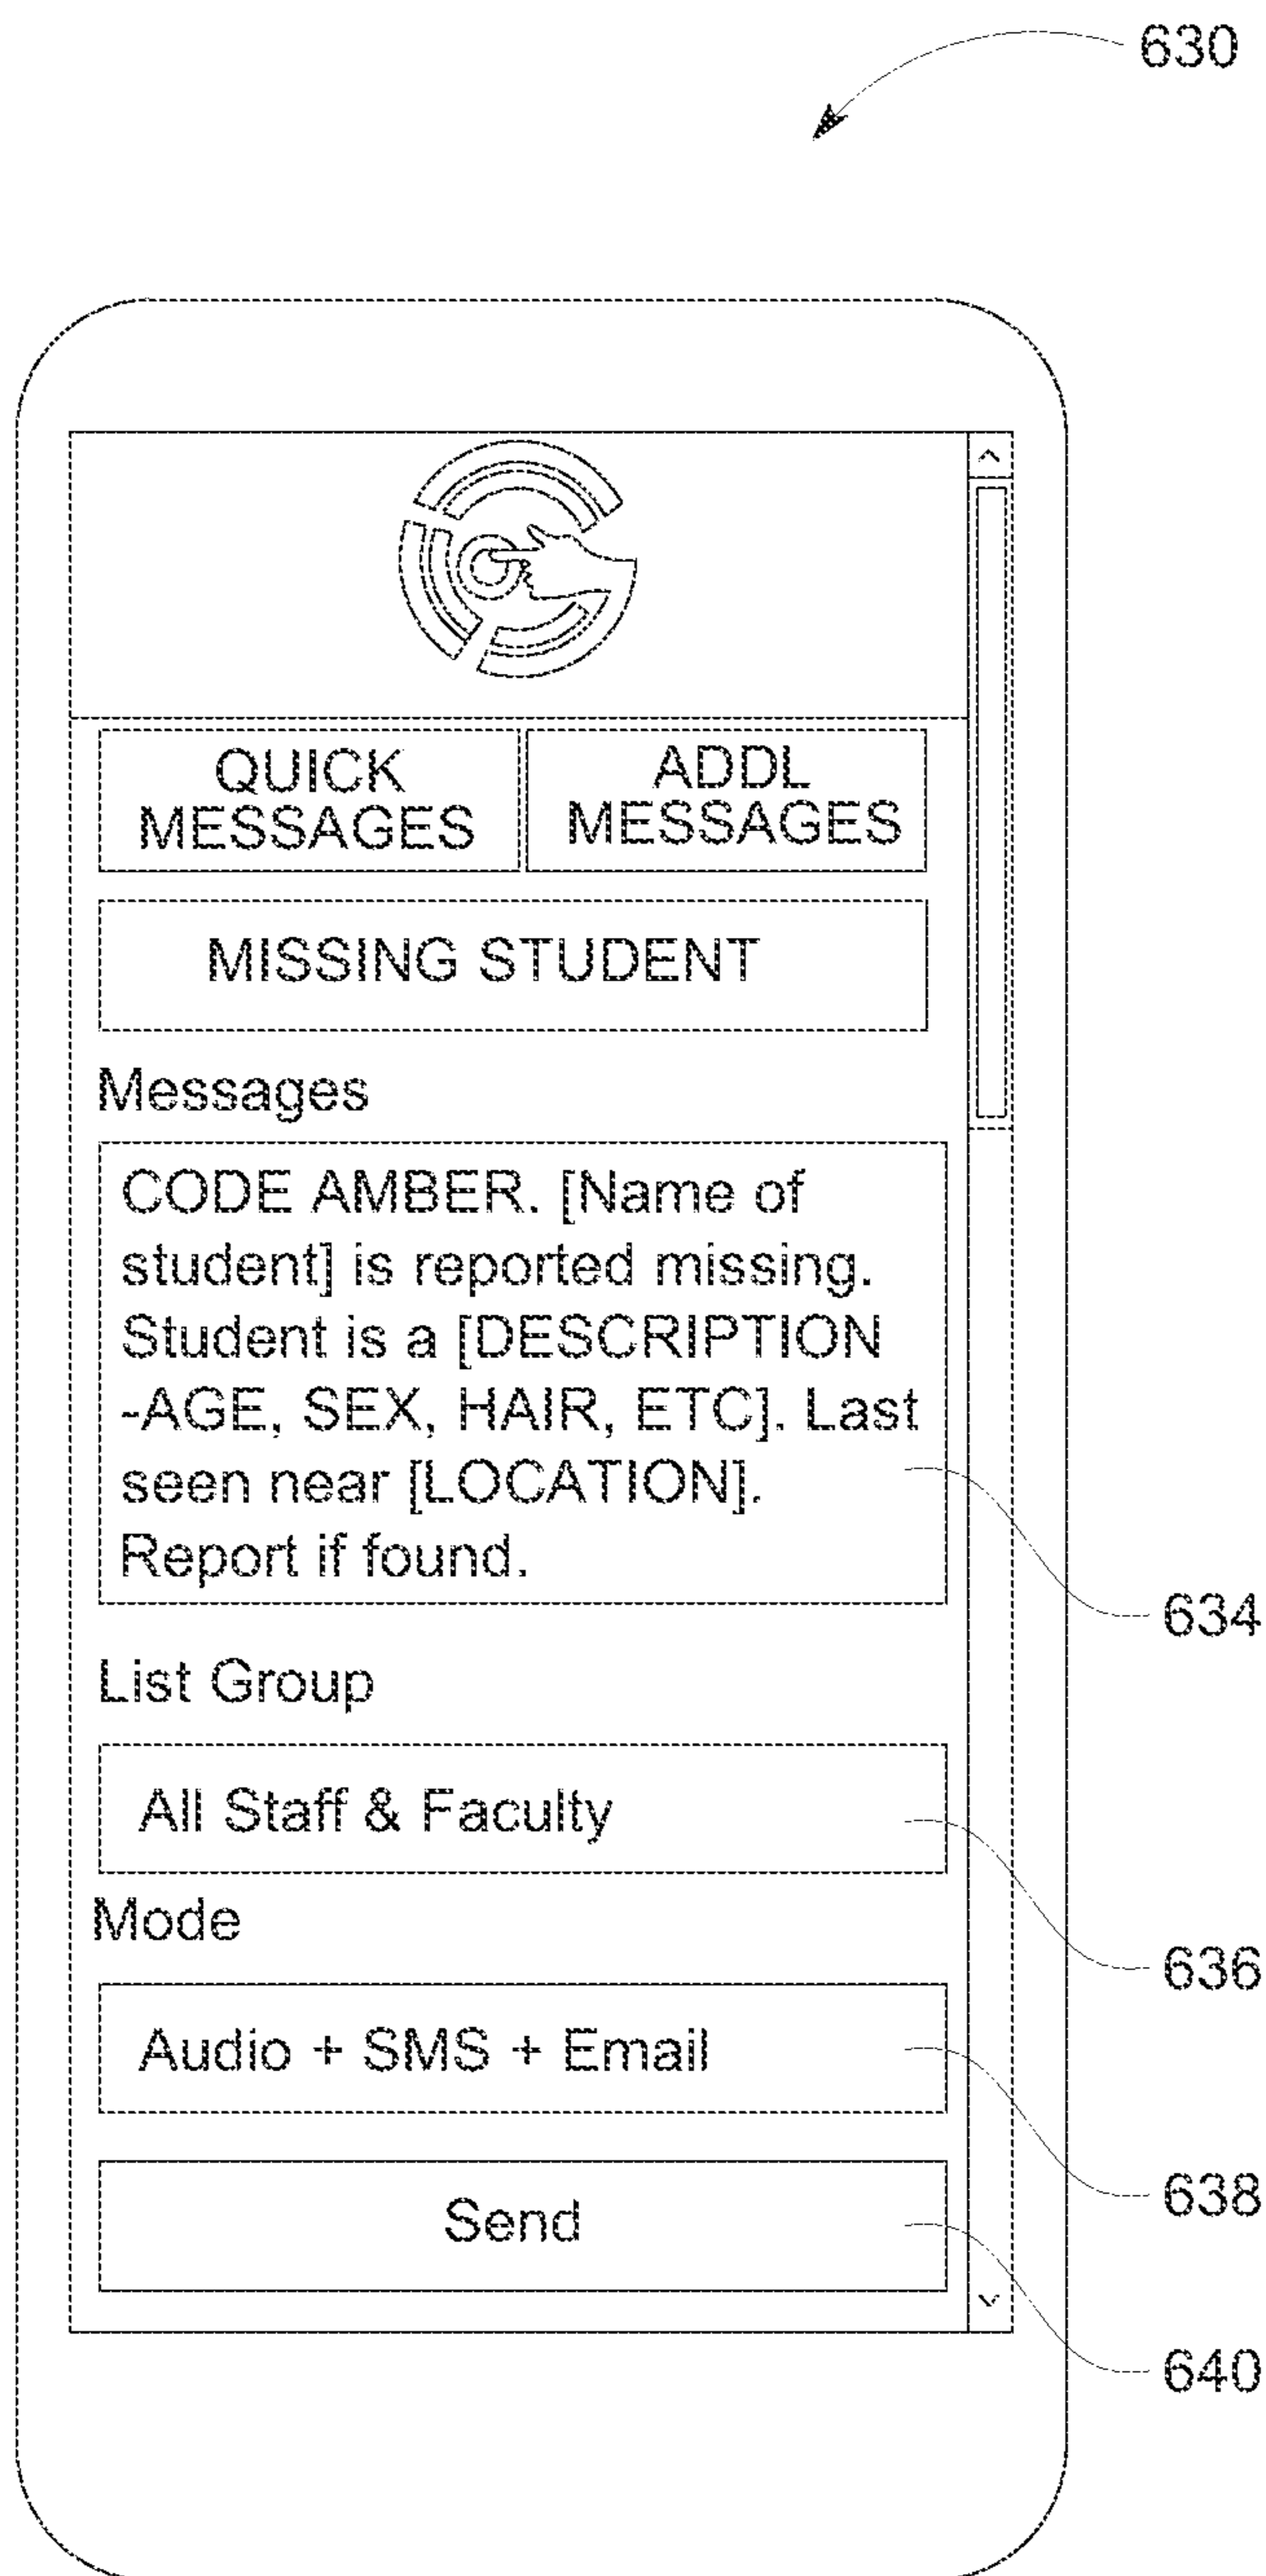 630
QUICK
MESSAGES
ADDL
MESSAGES
MISSING STUDENT
Messages
CODE AMBER. [Name of
student] is reported missing.
Student is a [DESCRIPTION
-AGE, SEX, HAIR, ETC]. Last
seen near [LOCATION].
Report if found.
634
List Group
All Staff & Faculty
636
Mode
Audio + SMS + Email
638
Send
640